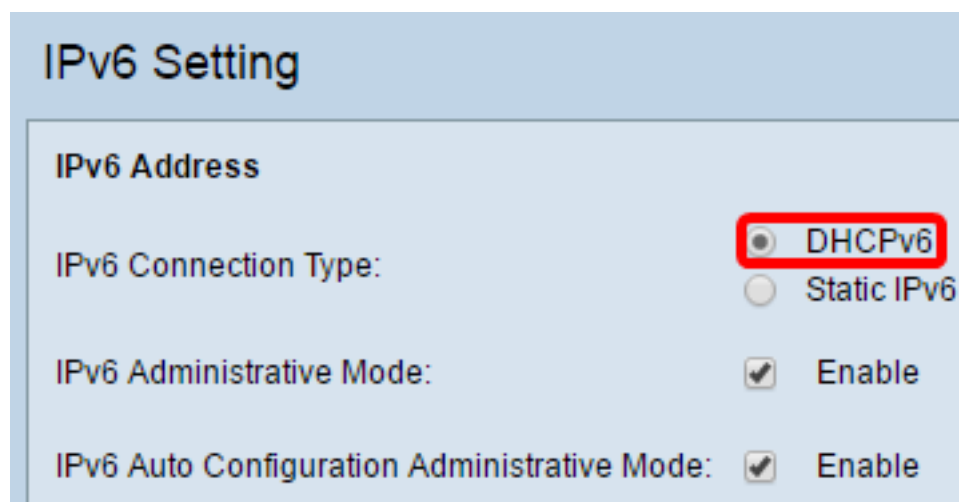 IPv6 Setting
IPv6 Address
IPv6 Connection Type:
DHCPv6
Static IPv6
IPv6 Administrative Mode:
Enable
IPv6 Auto Configuration Administrative Mode:
Enable